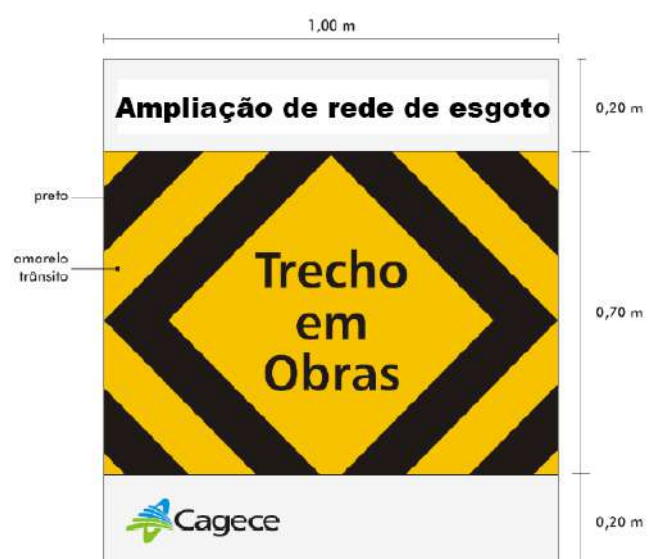 1,00 m
Ampliação de rede de esgoto
0,20 m
preto
amarelo
trânsito
Trecho
em
Obras
0,70 m
Cagece
0,20 m